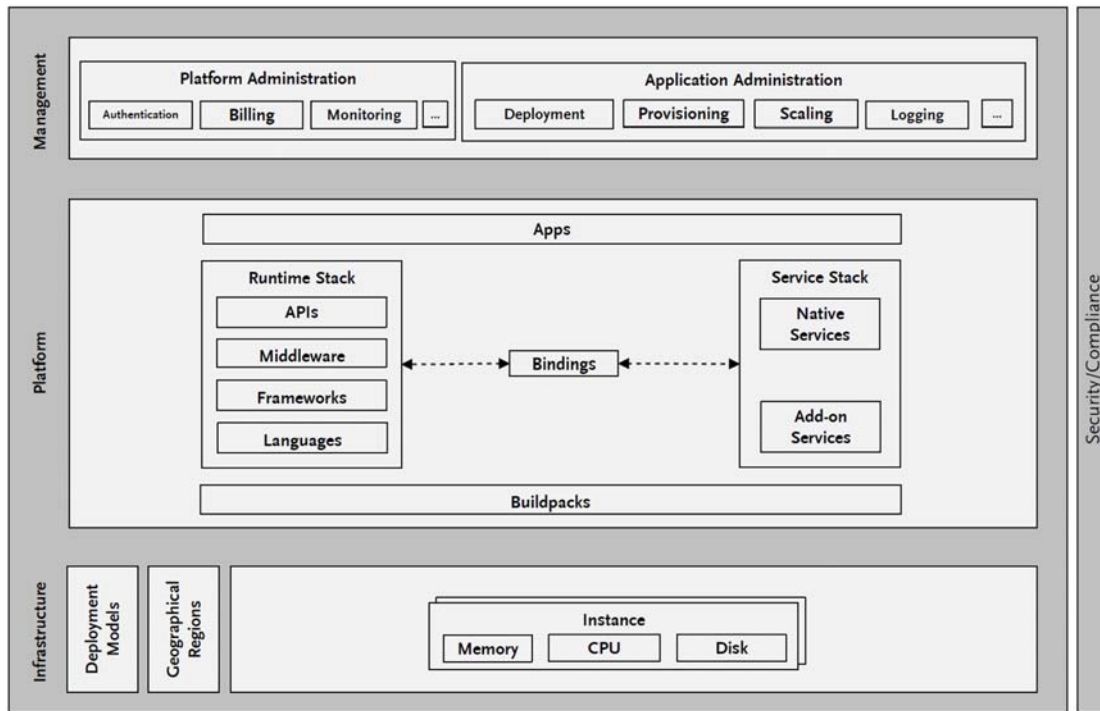 Management
Platform Administration
Authentication
Billing
Monitoring
...
Application Administration
Deployment
Provisioning
Scaling
Logging
...
Platform
Apps
Runtime Stack
APIs
Middleware
Frameworks
Languages
Bindings
Service Stack
Native
Services
Add-on
Services
Buildpacks
Infrastructure
Deployment
Models
Geographical
Regions
Instance
Memory
CPU
Disk
Security/Compliance